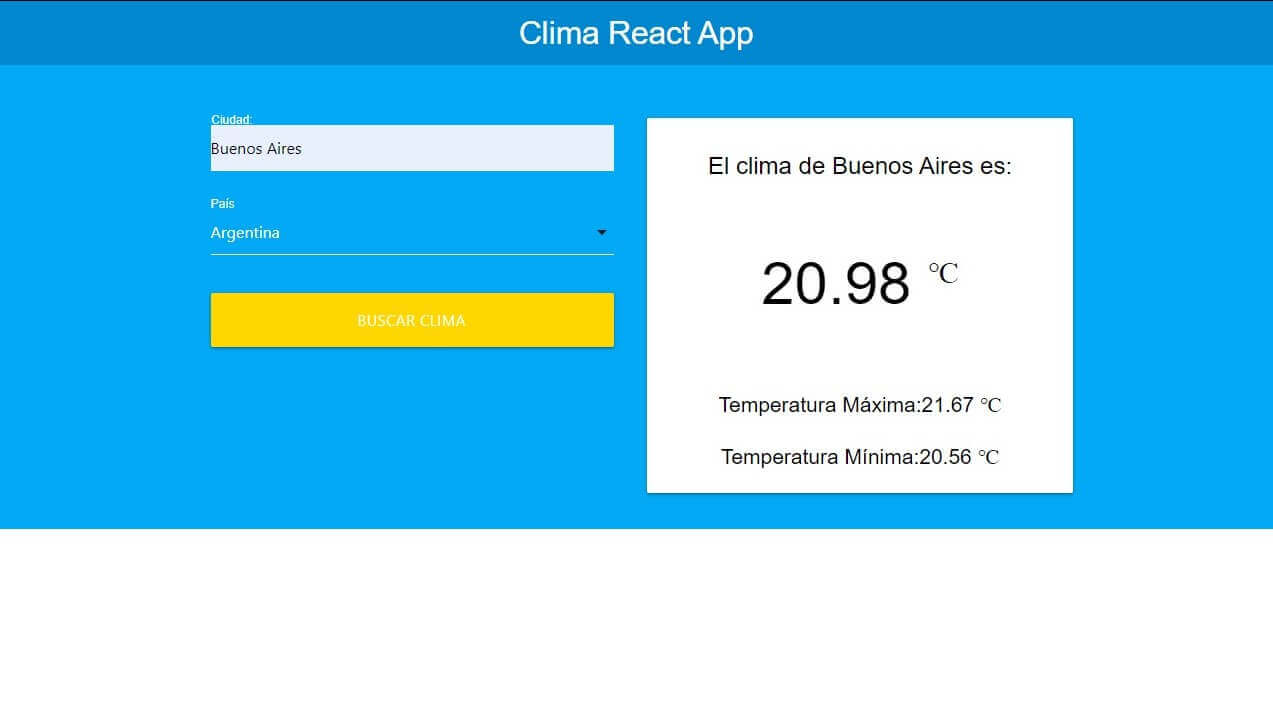 Clima React App
Ciudad:
Buenos Aires
País
Argentina
BUSCAR CLIMA
El clima de Buenos Aires es:
20.98 ℃
Temperatura Máxima:21.67 ℃
Temperatura Mínima:20.56 ℃